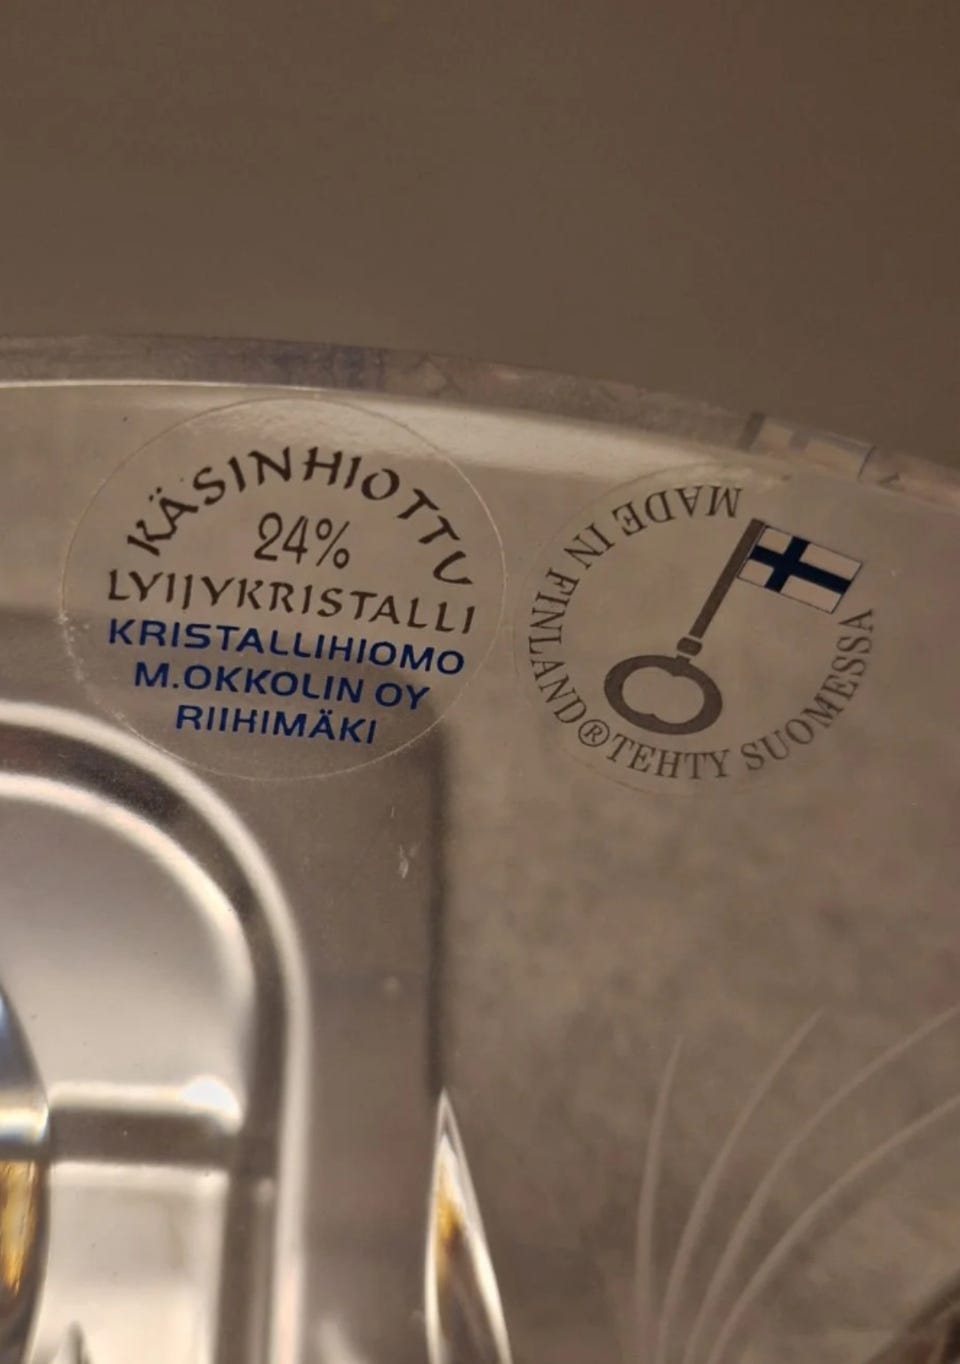 KÄSINHIOTTU
24%
LYIJYKRISTALLI
KRISTALLIHIOMO
M.OKKOLIN OY
RIIHIMÄKI
MADE IN FINLAND ® TEHTY SUOMESSA